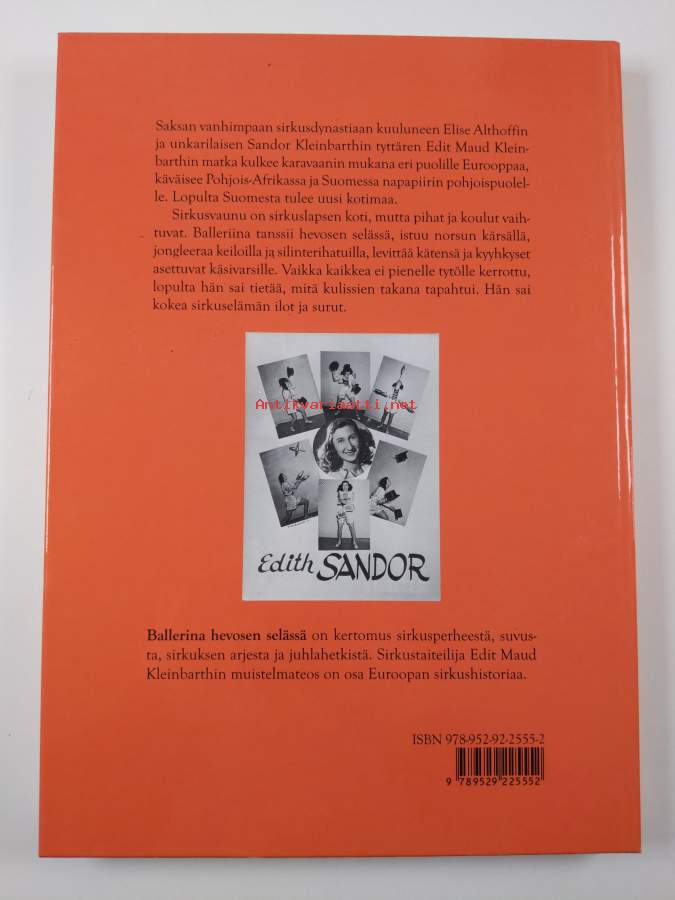 Saksan vanhimpaan sirkusdynastiaan kuuluneen Elise Althoffin
ja unkarilaisen Sandor Kleinbarthin tyttären Edit Maud Klein-
barthin matka kulkee karavaanin mukana eri puolille Eurooppaa,
käväisee Pohjois-Afrikassa ja Suomessa napapiirin pohjoispuolel-
le. Lopulta Suomesta tulee uusi kotimaa.
Sirkusvaunu on sirkuslapsen koti, mutta pihat ja koulut vaih-
tuvat. Balleriina tanssii hevosen selässä, istuu norsun kärsällä,
jongleeraa keiloilla ja silinterihatuilla, levittää kätensä ja kyyhkyset
asettuvat käsivarsille. Vaikka kaikkea ei pienelle tytölle kerrottu,
lopulta hän sai tietää, mitä kulissien takana tapahtui. Hän sai
kokea sirkuselämän ilot ja surut.
Antikvariaatti.net
Edith SANDOR
Ballerina hevosen selässä on kertomus sirkusperheestä, suvus-
ta, sirkuksen arjesta ja juhlahetkistä. Sirkustaiteilija Edit Maud
Kleinbarthin muistelmateos on osa Euroopan sirkushistoriaa.
ISBN 978-952-92-2555-2
9 789529 225552